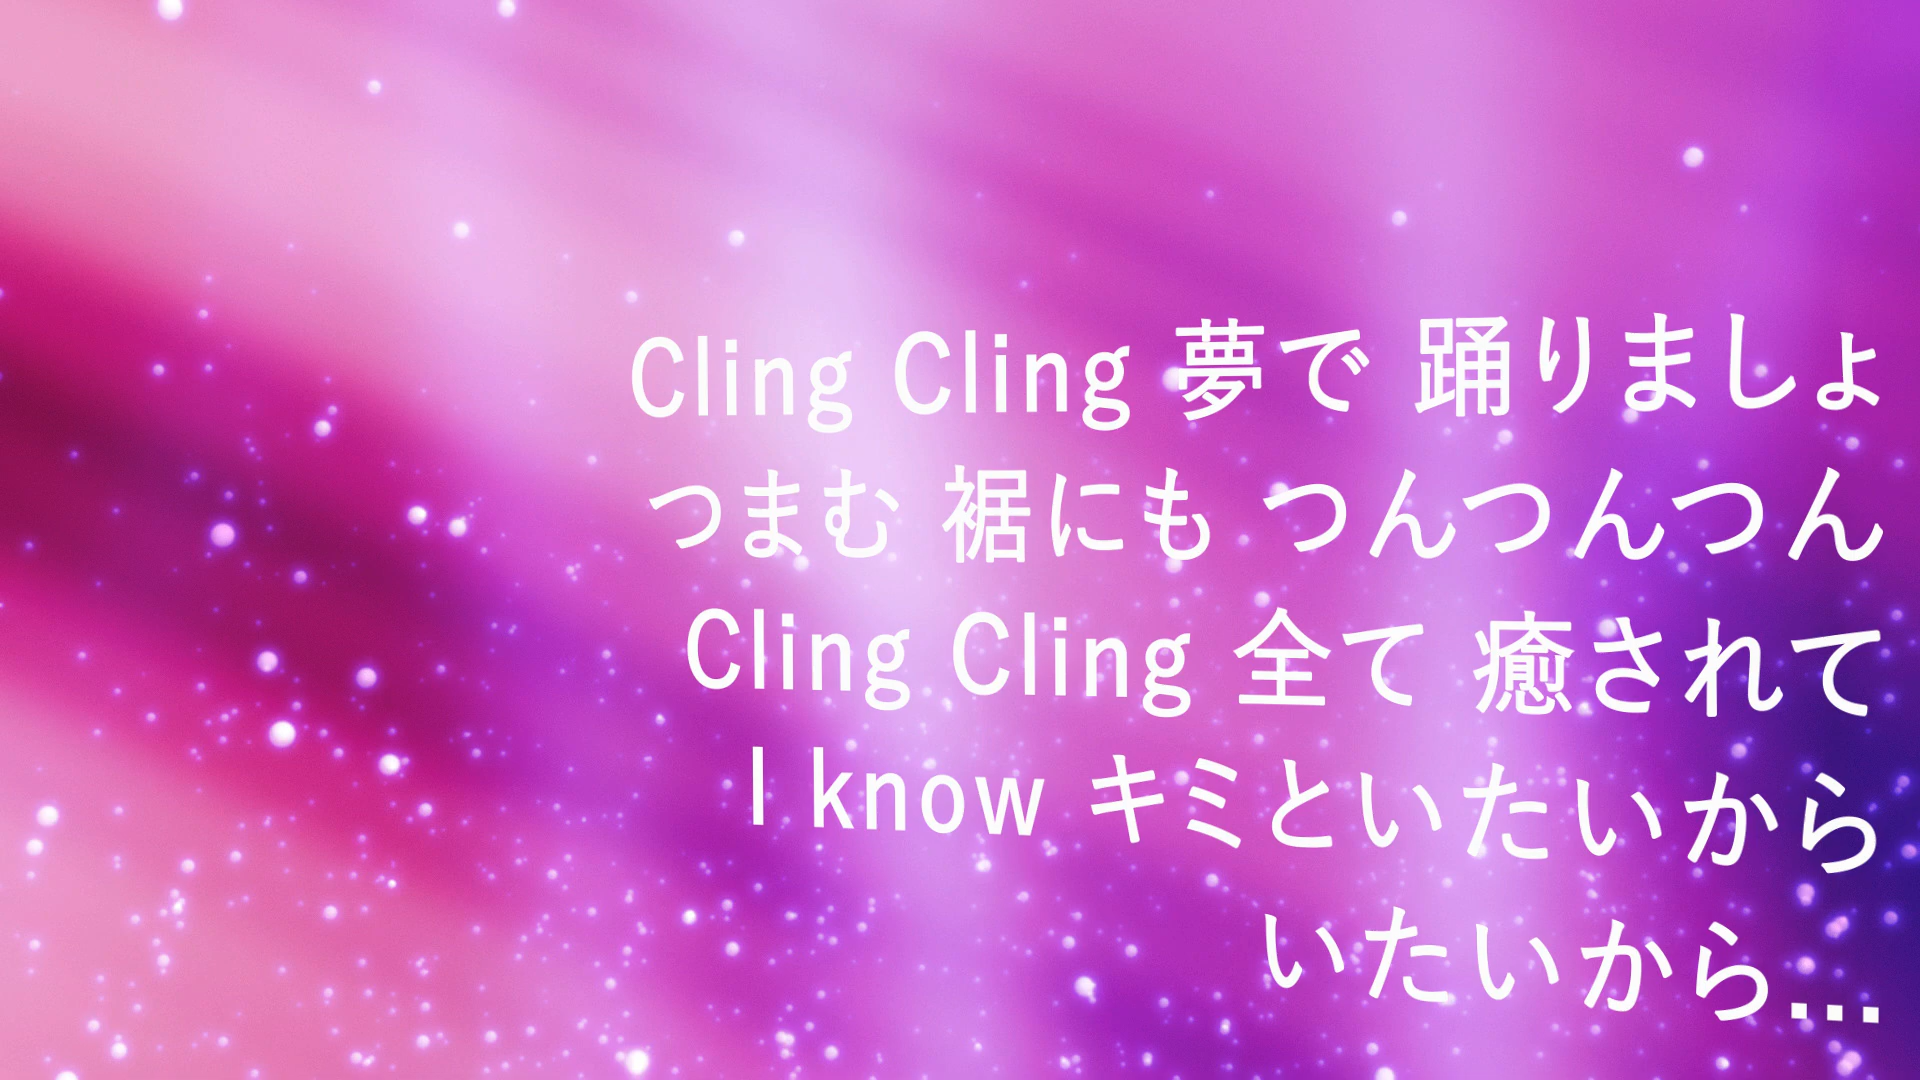 Cling Cling 夢で 踊りましょ
つまむ 裾にも つんつんつん
Cling Cling 全て 癒されて
I know キミといたいから
いたいから...